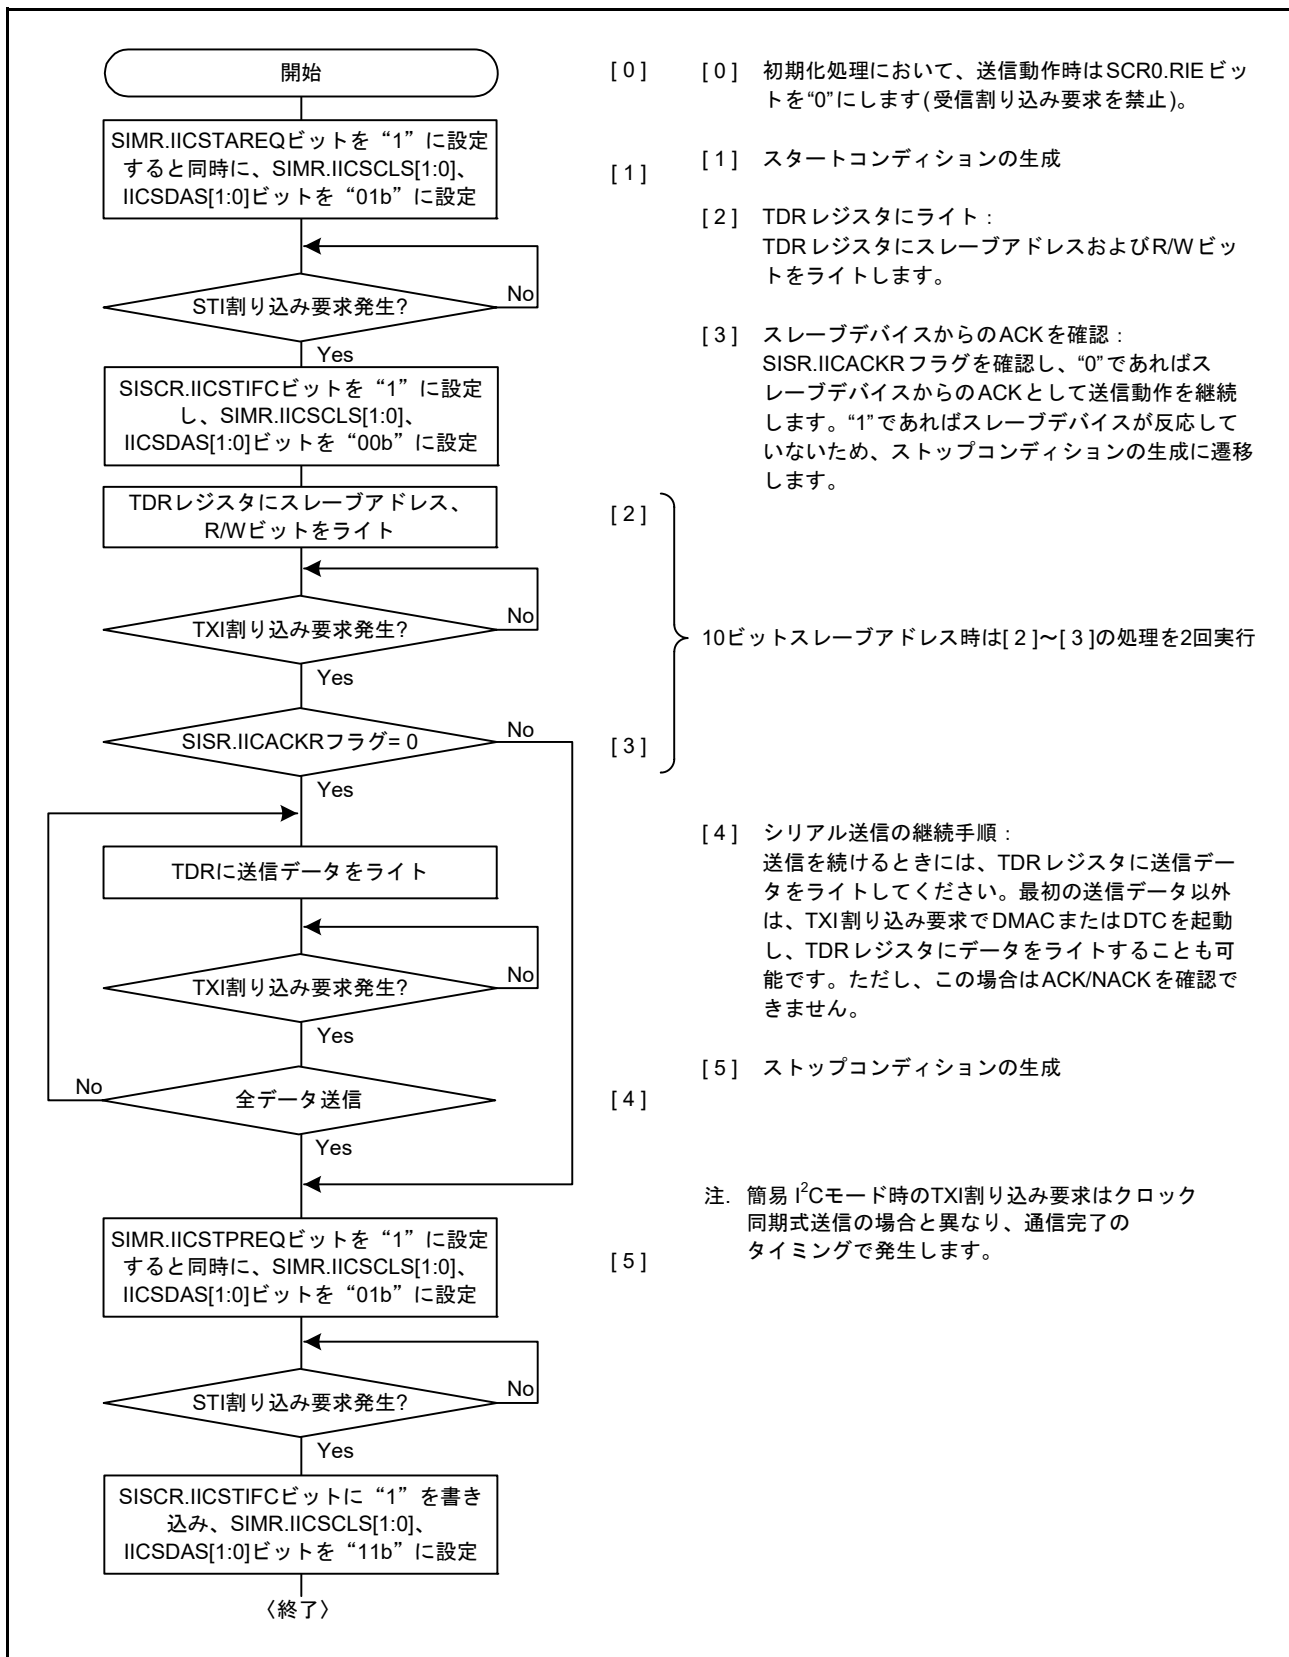 開始
[ 0 ]
SIMR.IICSTAREQビットを“1”に設定
すると同時に、SIMR.IICSCLS[1:0]、
IICSDAS[1:0]ビットを“01b”に設定
[ 1 ]
STI割り込み要求発生?
No
Yes
SISCR.IICSTIFCビットを“1”に設定
し、SIMR.IICSCLS[1:0]、
IICSDAS[1:0]ビットを“00b”に設定
TDRレジスタにスレーブアドレス、
R/Wビットをライト
[ 2 ]
TXI割り込み要求発生?
No
Yes
10ビットスレーブアドレス時は[ 2 ]～[ 3 ]の処理を2回実行
SISR.IICACKRフラグ= 0
No
[ 3 ]
Yes
TDRに送信データをライト
TXI割り込み要求発生?
No
Yes
全データ送信
No
[ 4 ]
Yes
SIMR.IICSTPREQビットを“1”に設定
すると同時に、SIMR.IICSCLS[1:0]、
IICSDAS[1:0]ビットを“01b”に設定
[ 5 ]
STI割り込み要求発生?
No
Yes
SISCR.IICSTIFCビットに“1”を書き
込み、SIMR.IICSCLS[1:0]、
IICSDAS[1:0]ビットを“11b”に設定
〈終了〉
[ 0 ] 初期化処理において、送信動作時はSCR0.RIEビッ
トを“0”にします(受信割り込み要求を禁止)。
[ 1 ] スタートコンディションの生成
[ 2 ] TDRレジスタにライト：
TDRレジスタにスレーブアドレスおよびR/Wビッ
トをライトします。
[ 3 ] スレーブデバイスからのACKを確認：
SISR.IICACKRフラグを確認し、“0”であればス
レーブデバイスからのACKとして送信動作を継続
します。“1”であればスレーブデバイスが反応して
いないため、ストップコンディションの生成に遷移
します。
[ 4 ] シリアル送信の継続手順：
送信を続けるときには、TDRレジスタに送信デー
タをライトしてください。最初の送信データ以外
は、TXI割り込み要求でDMACまたはDTCを起動
し、TDRレジスタにデータをライトすることも可
能です。ただし、この場合はACK/NACKを確認で
きません。
[ 5 ] ストップコンディションの生成
注. 簡易 I²Cモード時のTXI割り込み要求はクロック
同期式送信の場合と異なり、通信完了の
タイミングで発生します。